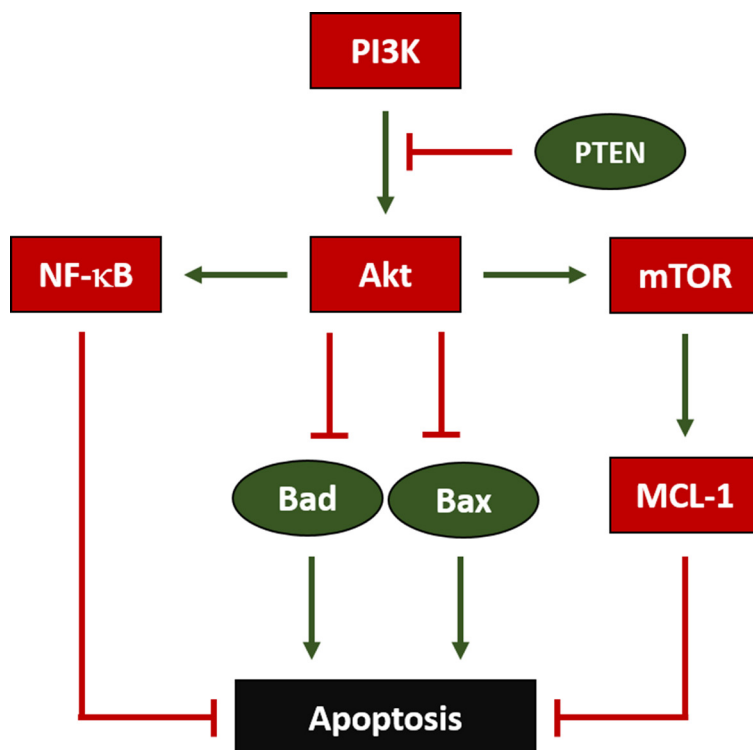 PI3K
PTEN
NF-κB
Akt
mTOR
Bad
Bax
MCL-1
Apoptosis